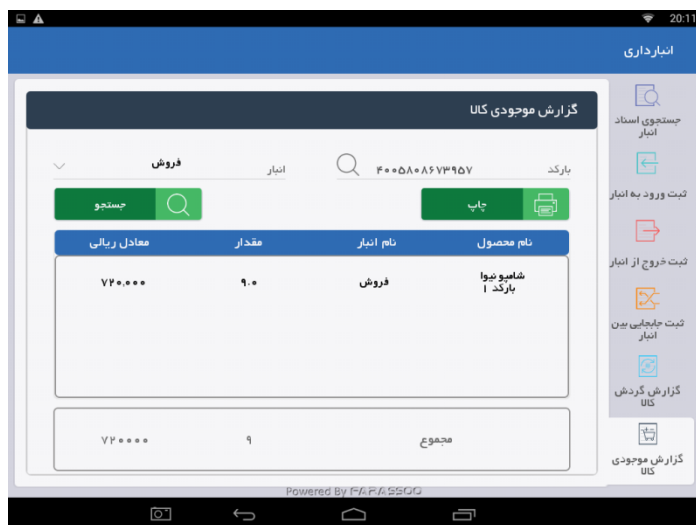 20:11
انبارداری
جستجوی اسناد
انبار
ثبت ورود به انبار
ثبت خروج از انبار
ثبت جابجایی بین
انبار
گزارش گردش
کالا
گزارش موجودی
کالا
گزارش موجودی کالا
بارکد ۴۰۰۵۸۰۸۶۷۳۹۵۷ انبار فروش
چاپ جستجو
نام محصول نام انبار مقدار معادل ریالی
شامپو نیوا
بارکد ۱
فروش ۹.۰ ۷۲۰,۰۰۰
مجموع ۹ ۷۲۰۰۰۰
Powered By FARASSOO